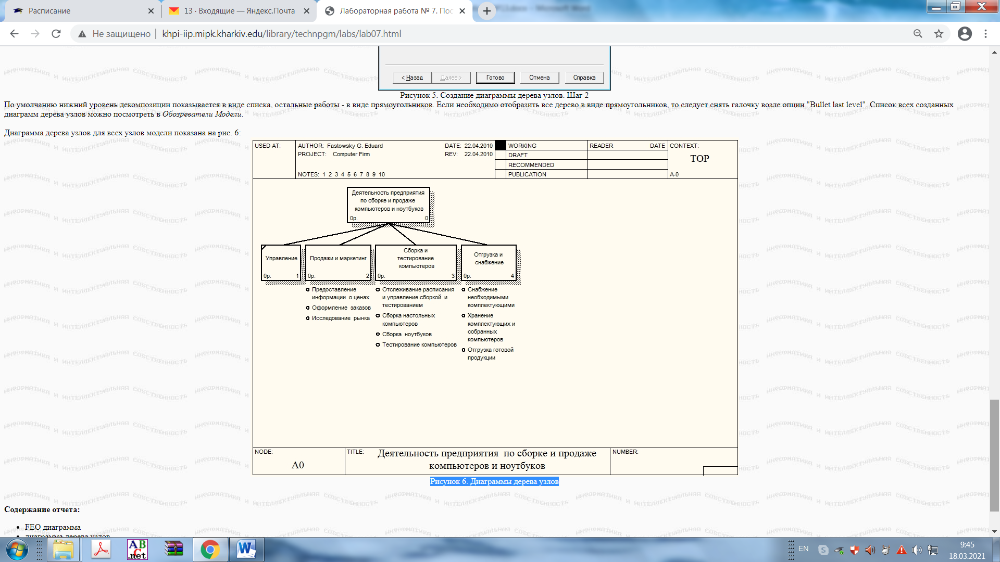 Расписание
13 · Входящие — Яндекс.Почта
Лабораторная работа № 7. Пос
Microsoft Word
Не защищено
khpi-iip.mipk.kharkiv.edu/library/technpgm/labs/lab07.html
< Назад
Далее >
Готово
Отмена
Справка
Рисунок 5. Создание диаграммы дерева узлов. Шаг 2
По умолчанию нижний уровень декомпозиции показывается в виде списка, остальные работы - в виде прямоугольников. Если необходимо отобразить все дерево в виде прямоугольников, то следует снять галочку возле опции "Bullet last level". Список всех созданных
диаграмм дерева узлов можно посмотреть в Обозреватели Модели.
Диаграмма дерева узлов для всех узлов модели показана на рис. 6:
USED AT:
AUTHOR: Fastowsky G. Eduard
DATE: 22.04.2010
PROJECT: Computer Firm
REV: 22.04.2010
NOTES: 1 2 3 4 5 6 7 8 9 10
WORKING
DRAFT
RECOMMENDED
PUBLICATION
READER
DATE
CONTEXT:
TOP
A-0
Деятельность предприятия
по сборке и продаже
компьютеров и ноутбуков
0р.
0
Управление
0р.
1
Продажи и маркетинг
0р.
2
Сборка и
тестирование
компьютеров
0р.
3
Отгрузка и
снабжение
0р.
4
Предоставление
информации о ценах
Оформление заказов
Исследование рынка
Отслеживание расписания
и управление сборкой и
тестированием
Сборка настольных
компьютеров
Сборка ноутбуков
Тестирование компьютеров
Снабжение
необходимыми
комплектующими
Хранение
комплектующих и
собранных
компьютеров
Отгрузка готовой
продукции
NODE:
A0
TITLE:
Деятельность предприятия по сборке и продаже
компьютеров и ноутбуков
NUMBER:
Рисунок 6. Диаграммы дерева узлов
Содержание отчета:
FEO диаграмма
диаграмма дерева узлов
AB
C
.net
EN
9:45
18.03.2021